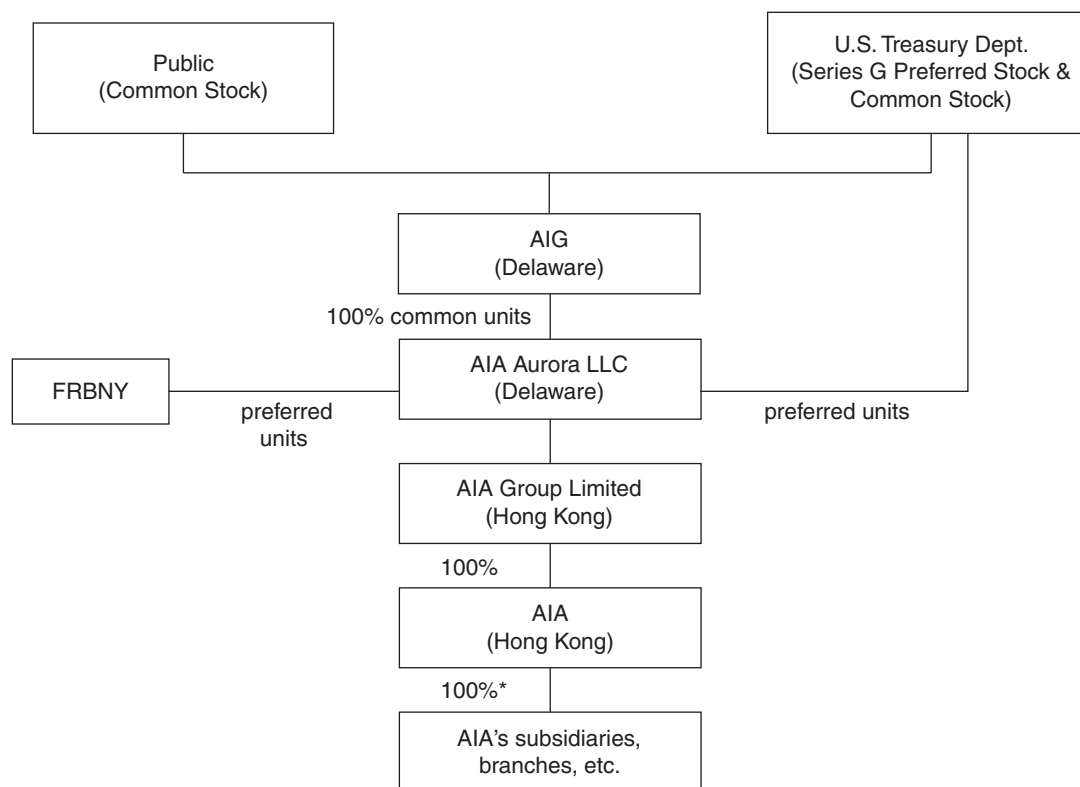 Public
(Common Stock)
U.S. Treasury Dept.
(Series G Preferred Stock &
Common Stock)
AIG
(Delaware)
100% common units
AIA Aurora LLC
(Delaware)
FRBNY
preferred
units
preferred units
AIA Group Limited
(Hong Kong)
100%
AIA
(Hong Kong)
100%*
AIA's subsidiaries,
branches, etc.